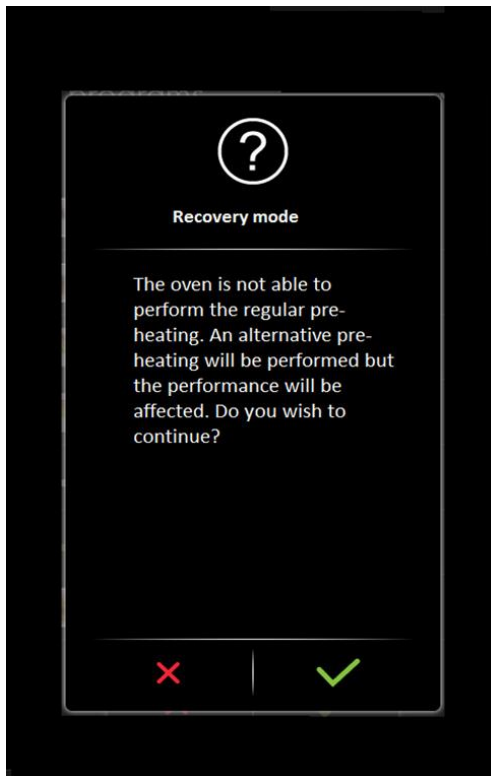 programs
?
Recovery mode
The oven is not able to
perform the regular pre-
heating. An alternative pre-
heating will be performed but
the performance will be
affected. Do you wish to
continue?